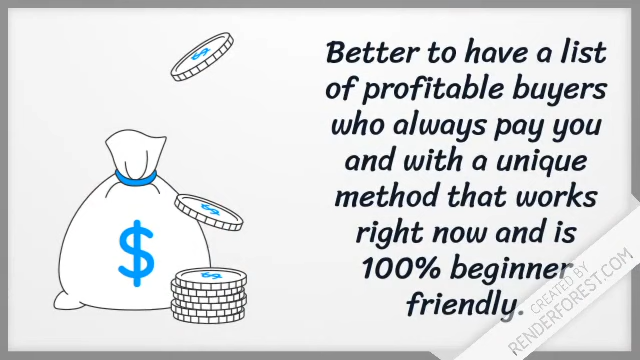 Better to have a list
of profitable buyers
who always pay you
and with a unique
method that works
right now and is
100% beginner
friendly.
CREATED BY
RENDERFOREST.COM
$